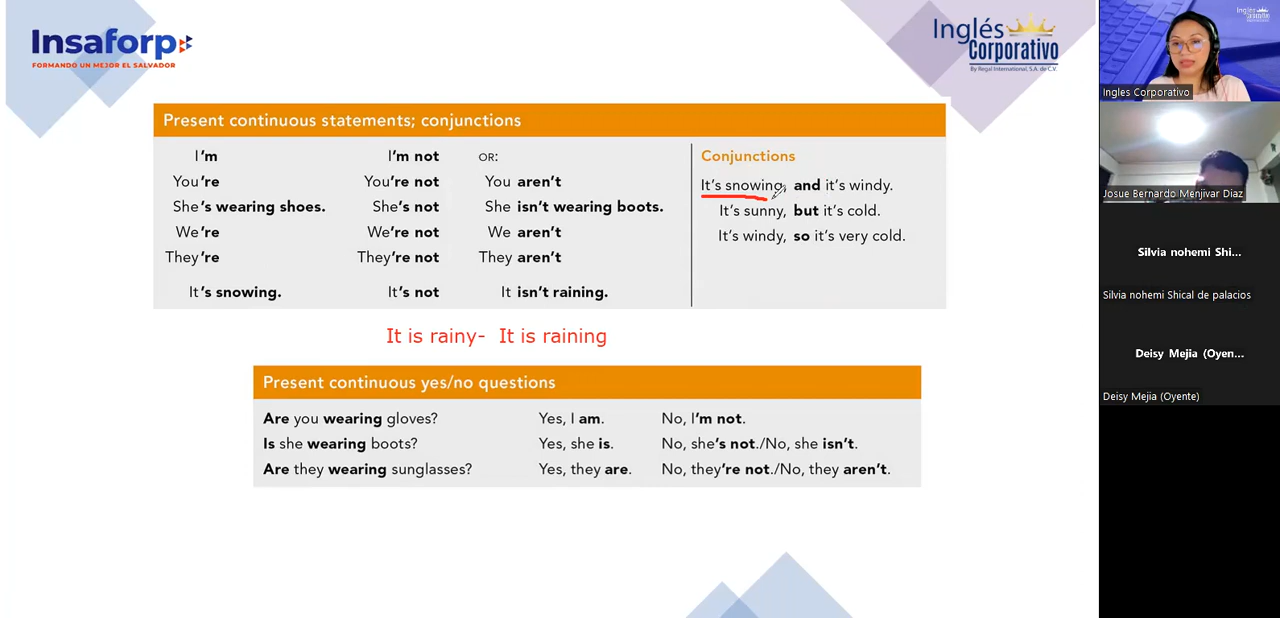 Insaforp
FORMANDO UN MEJOR EL SALVADOR
Inglés
Corporativo
By Regal International, S.A. de C.V.
Present continuous statements; conjunctions
I'm I'm not OR:
You're You're not You aren't
She's wearing shoes. She's not She isn't wearing boots.
We're We're not We aren't
They're They're not They aren't
It's snowing. It's not It isn't raining.
Conjunctions
It's snowing, and it's windy.
It's sunny, but it's cold.
It's windy, so it's very cold.
It is rainy- It is raining
Present continuous yes/no questions
Are you wearing gloves? Yes, I am. No, I'm not.
Is she wearing boots? Yes, she is. No, she's not./No, she isn't.
Are they wearing sunglasses? Yes, they are. No, they're not./No, they aren't.
Inglés
Corporativo
Ingles Corporativo
Josue Bernardo Menjivar Diaz
Silvia nohemi Shi...
Silvia nohemi Shical de palacios
Deisy Mejia (Oyen...
Deisy Mejia (Oyente)